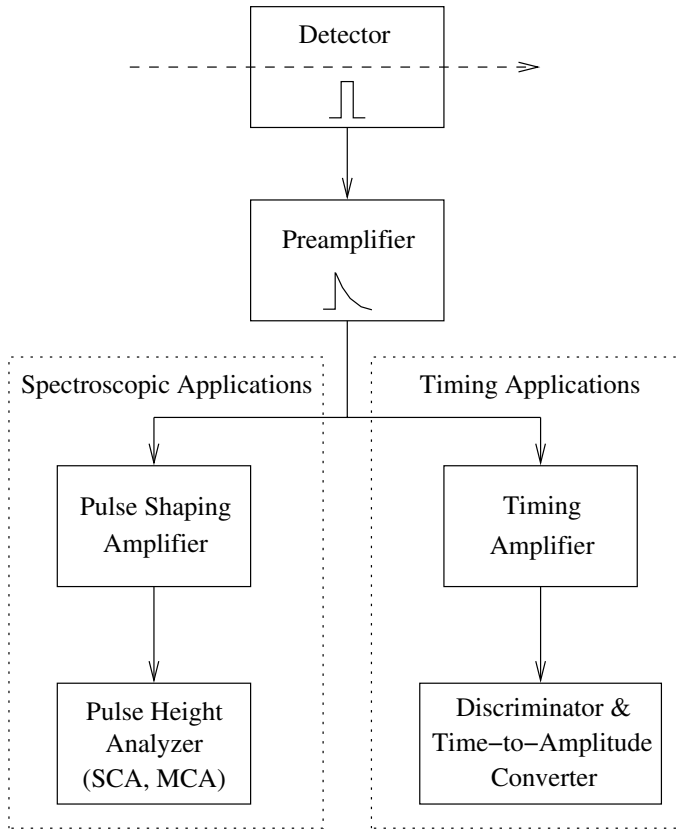 Detector
Preamplifier
Spectroscopic Applications
Timing Applications
Pulse Shaping
Amplifier
Timing
Amplifier
Pulse Height
Analyzer
(SCA, MCA)
Discriminator &
Time−to−Amplitude
Converter